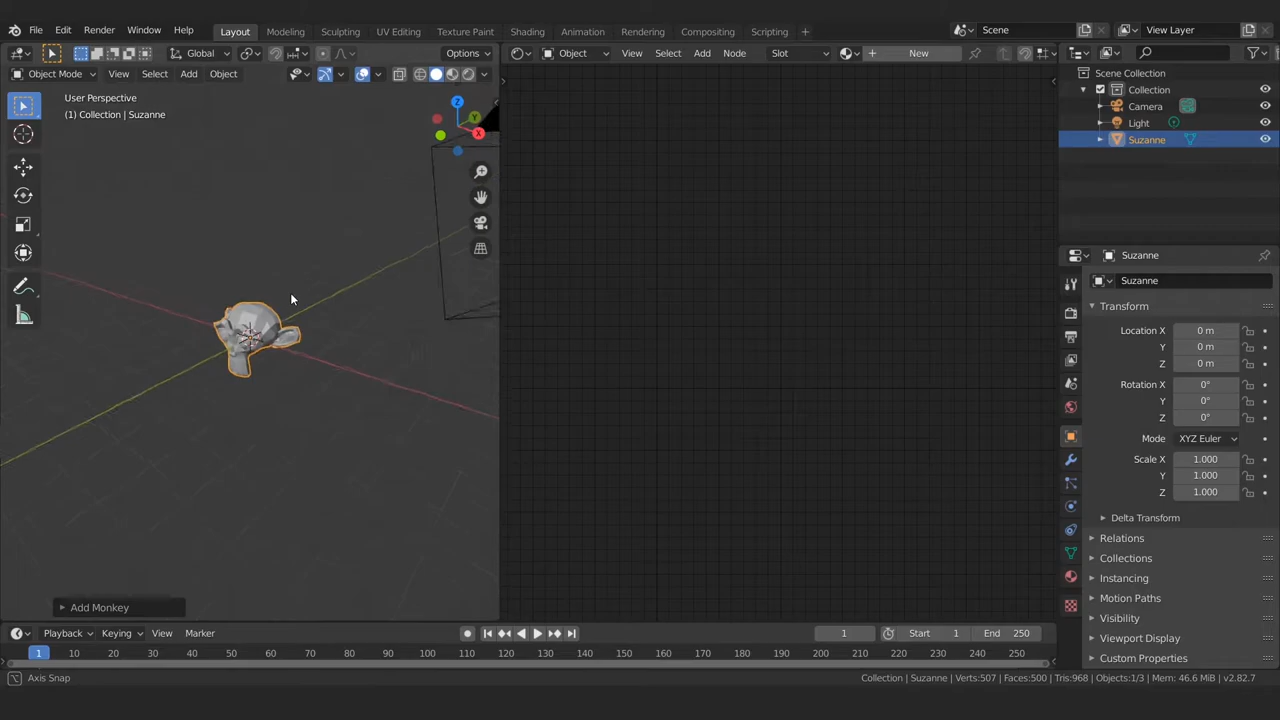 File Edit Render Window Help Layout Modeling Sculpting UV Editing Texture Paint Shading Animation Rendering Compositing Scripting + Scene View Layer
Global Options Object View Select Add Node Slot New
Object Mode View Select Add Object
User Perspective
(1) Collection | Suzanne
Z
Y
X
Scene Collection
Collection
Camera
Light
Suzanne
Suzanne
Suzanne
Transform
Location X 0 m
Y 0 m
Z 0 m
Rotation X 0°
Y 0°
Z 0°
Mode XYZ Euler
Scale X 1.000
Y 1.000
Z 1.000
Delta Transform
Relations
Collections
Instancing
Motion Paths
Visibility
Viewport Display
Custom Properties
Add Monkey
Playback Keying View Marker 1 Start 1 End 250
1 10 20 30 40 50 60 70 80 90 100 110 120 130 140 150 160 170 180 190 200 210 220 230 240 250
Axis Snap Collection | Suzanne | Verts:507 | Faces:500 | Tris:968 | Objects:1/3 | Mem: 46.6 MiB | v2.82.7